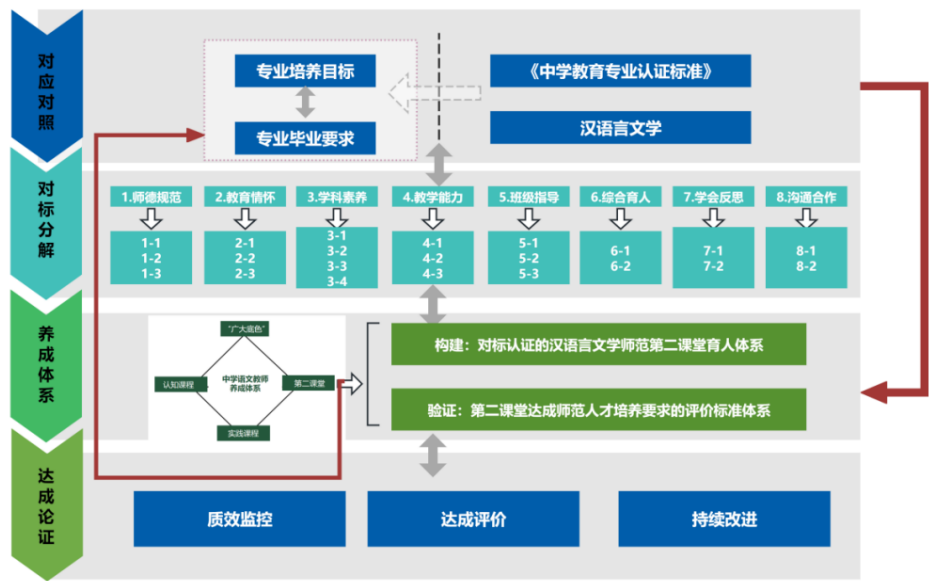 对应对照
专业培养目标
专业毕业要求
《中学教育专业认证标准》
汉语言文学
对标分解
1.师德规范
2.教育情怀
3.学科素养
4.教学能力
5.班级指导
6.综合育人
7.学会反思
8.沟通合作
1-1
1-2
1-3
2-1
2-2
2-3
3-1
3-2
3-3
3-4
4-1
4-2
4-3
5-1
5-2
5-3
6-1
6-2
7-1
7-2
8-1
8-2
养成体系
“广大底色”
认知课程
中学语文教师
养成体系
第二课堂
实践课程
构建：对标认证的汉语言文学师范第二课堂育人体系
验证：第二课堂达成师范人才培养要求的评价标准体系
达成论证
质效监控
达成评价
持续改进